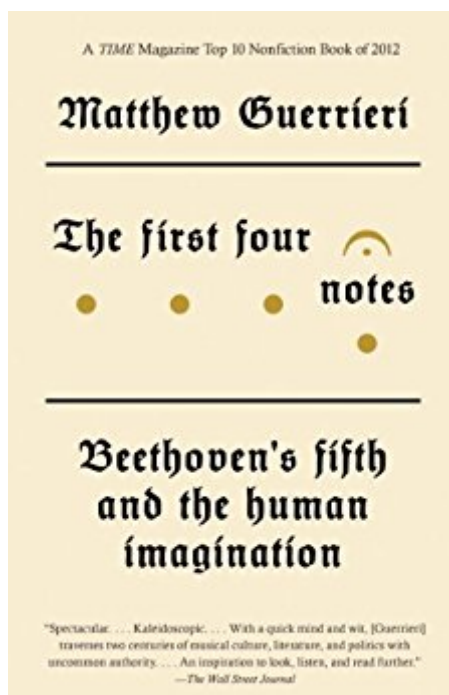 A TIME Magazine Top 10 Nonfiction Book of 2012
Matthew Guerrieri
The first four
notes
Beethoven's fifth
and the human
imagination
"Spectacular. . . . Kaleidoscopic. . . . With a quick mind and wit, [Guerrieri]
traverses two centuries of musical culture, literature, and politics with
uncommon authority. . . . An inspiration to look, listen, and read further."
—The Wall Street Journal